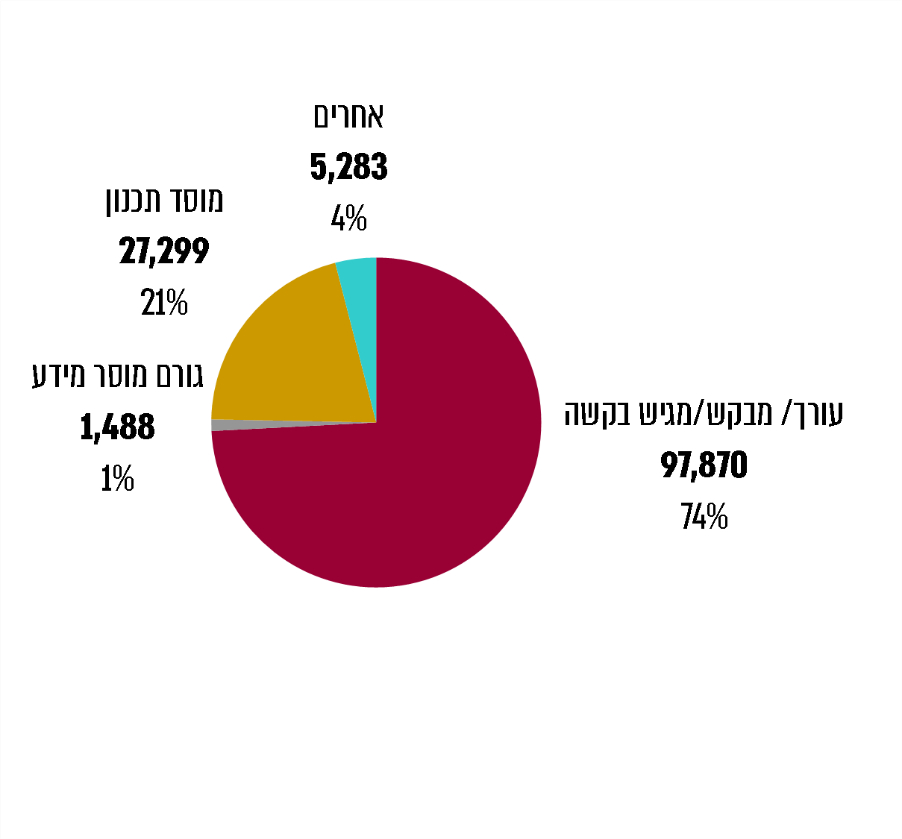 אחרים
5,283
4%
מוסד תכנון
27,299
21%
גורם מוסר מידע
1,488
1%
עורך/ מבקש/מגיש בקשה
97,870
74%